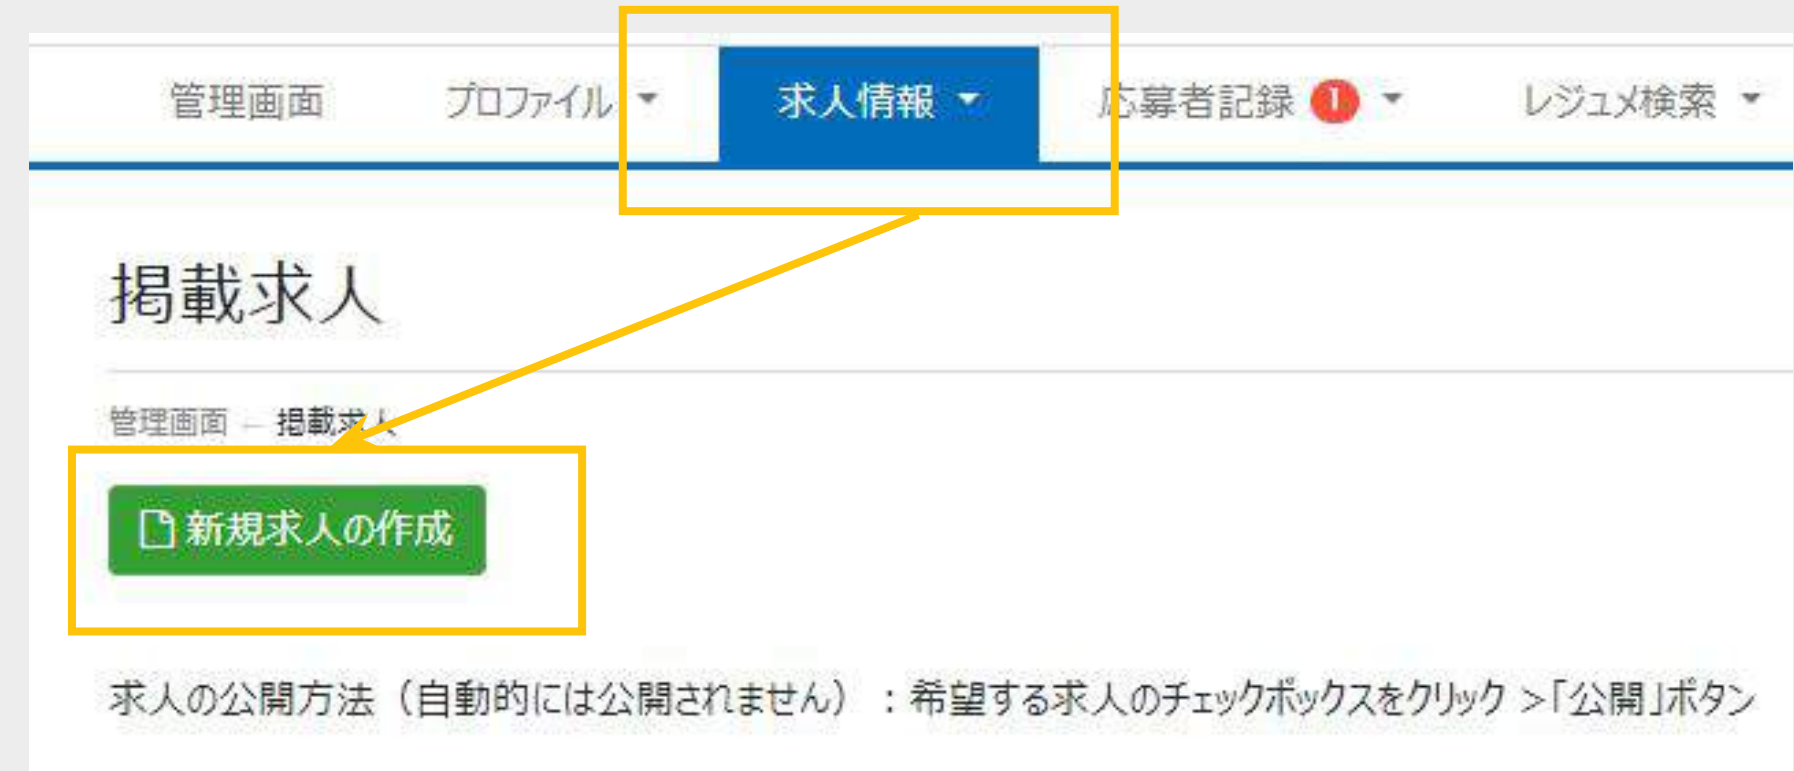 管理画面 プロファイル 求人情報 応募者記録 1 レジュメ検索
掲載求人
管理画面 – 掲載求人
新規求人の作成
求人の公開方法（自動的には公開されません）：希望する求人のチェックボックスをクリック >「公開」ボタン